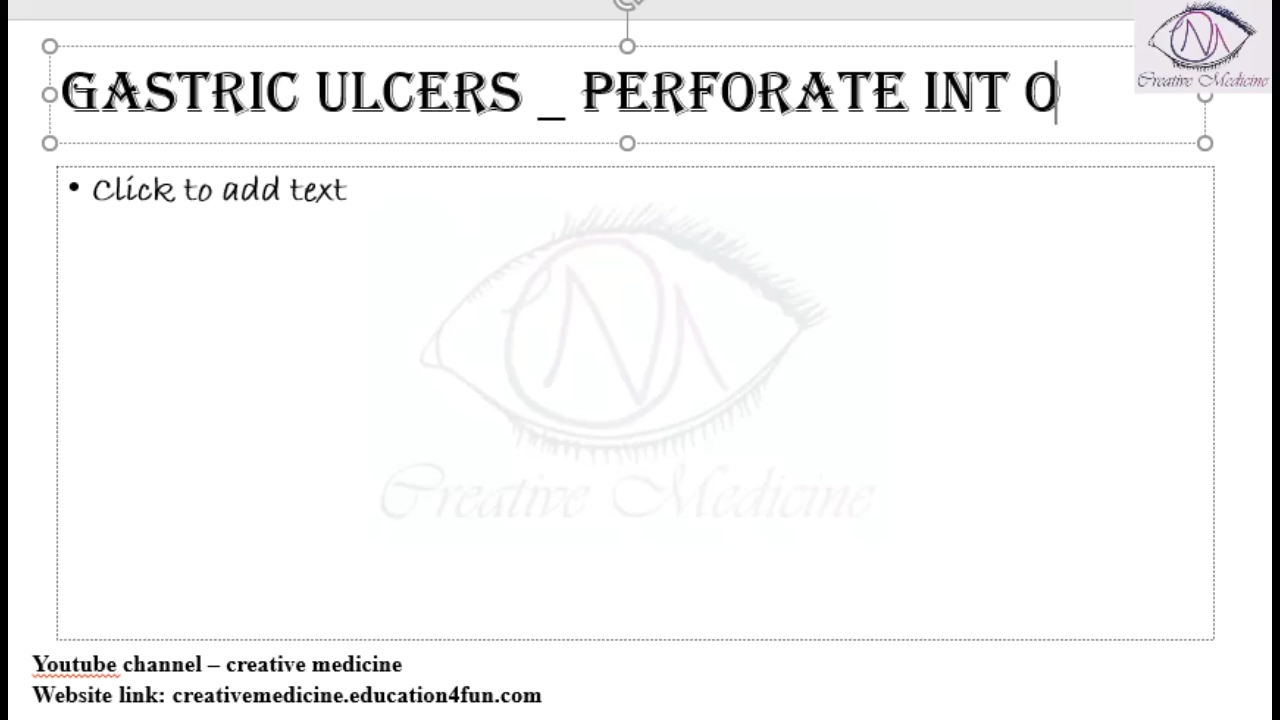 GASTRIC ULCERS _ PERFORATE INT O
Creative Medicine
• Click to add text
Creative Medicine
Youtube channel – creative medicine
Website link: creativemedicine.education4fun.com